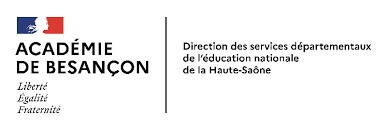 ACADÉMIE
DE BESANÇON
Liberté
Égalité
Fraternité
Direction des services départementaux
de l'éducation nationale
de la Haute-Saône